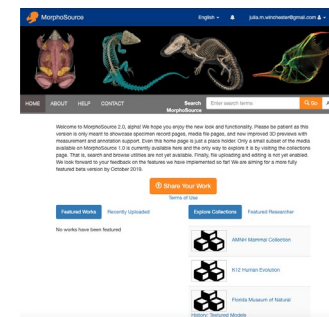 MorphoSource
English
julia.m.winchester@gmail.com
HOME ABOUT HELP CONTACT
Search MorphoSource Enter search terms Go A
Welcome to MorphoSource 2.0, alpha! We hope you enjoy the new look and functionality. Please be patient as this
version is only meant to showcase specimen record pages, media file pages, and new improved 3D previews with
measurement and annotation support. Even this home page is just a place holder. Only a small subset of the media
available on MorphoSource 1.0 is currently available here and the only way to explore it is by visiting the collections
page. That is, search and browse utilities are not yet available. Finally, file uploading and editing is not yet enabled.
We look forward to your feedback on the features we have implemented so far! We are aiming for a more fully
featured beta version by October 2019.
Share Your Work
Terms of Use
Featured Works Recently Uploaded Explore Collections Featured Researcher
No works have been featured
AMNH Mammal Collection
K12 Human Evolution
Florida Museum of Natural
History: Textured Models